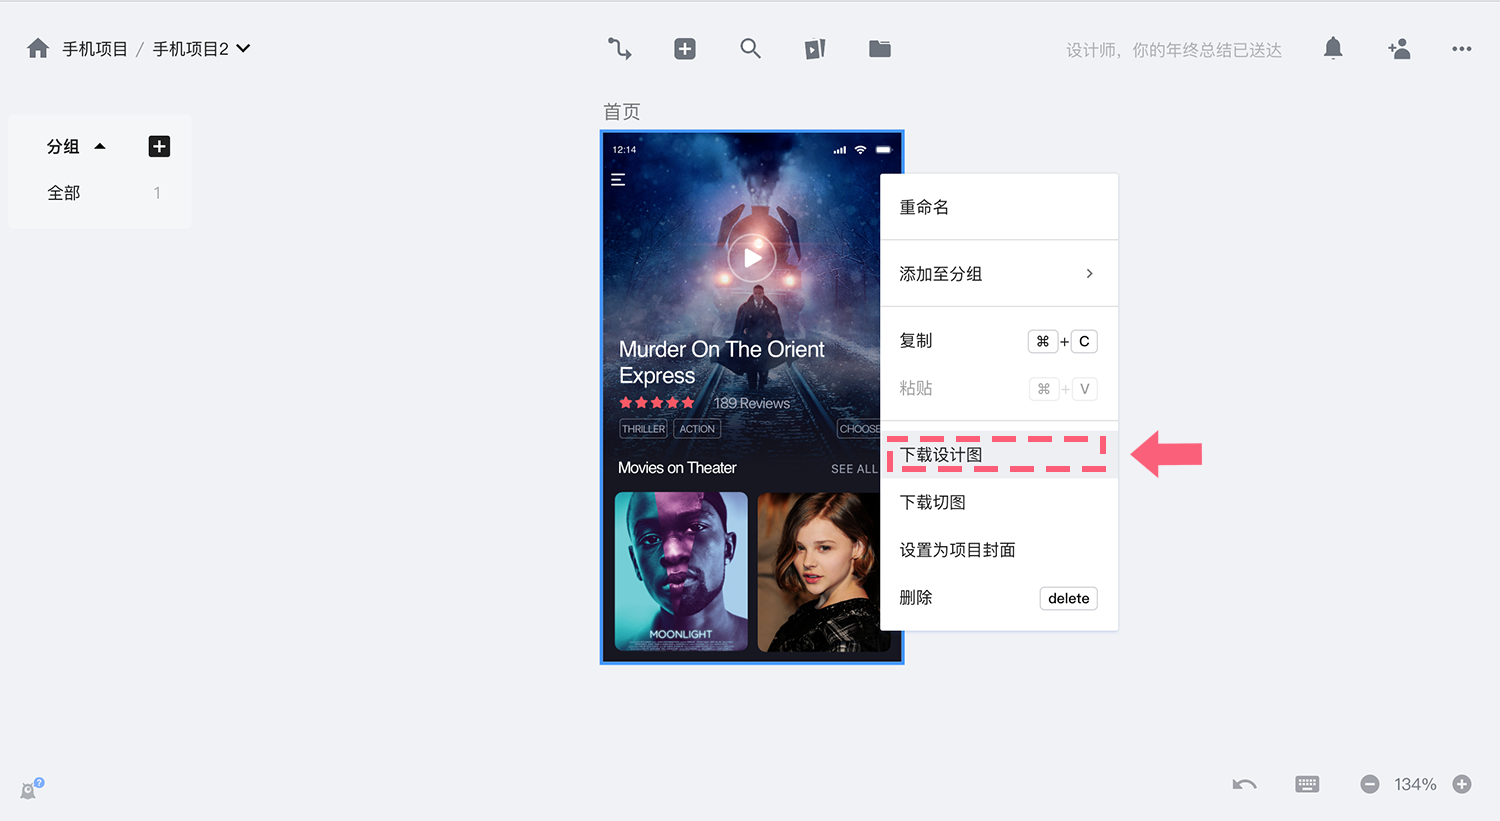 手机项目 / 手机项目2
设计师，你的年终总结已送达
分组
全部 1
首页
12:14
Murder On The Orient
Express
189 Reviews
THRILLER ACTION CHOOSE
Movies on Theater SEE ALL
MOONLIGHT
重命名
添加至分组
复制 ⌘ + C
粘贴 ⌘ + V
下载设计图
下载切图
设置为项目封面
删除 delete
?
134%